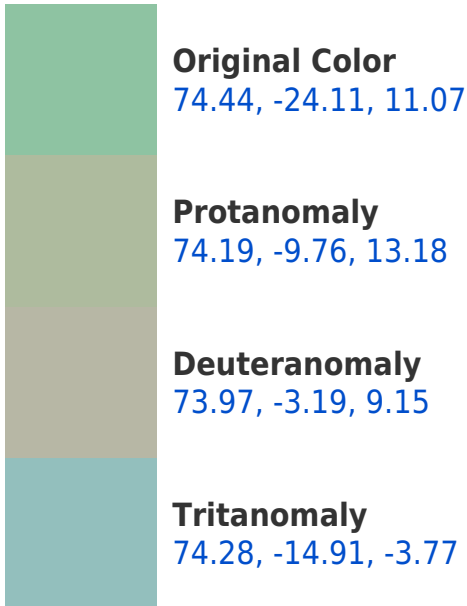 Original Color
74.44, -24.11, 11.07
Protanomaly
74.19, -9.76, 13.18
Deuteranomaly
73.97, -3.19, 9.15
Tritanomaly
74.28, -14.91, -3.77